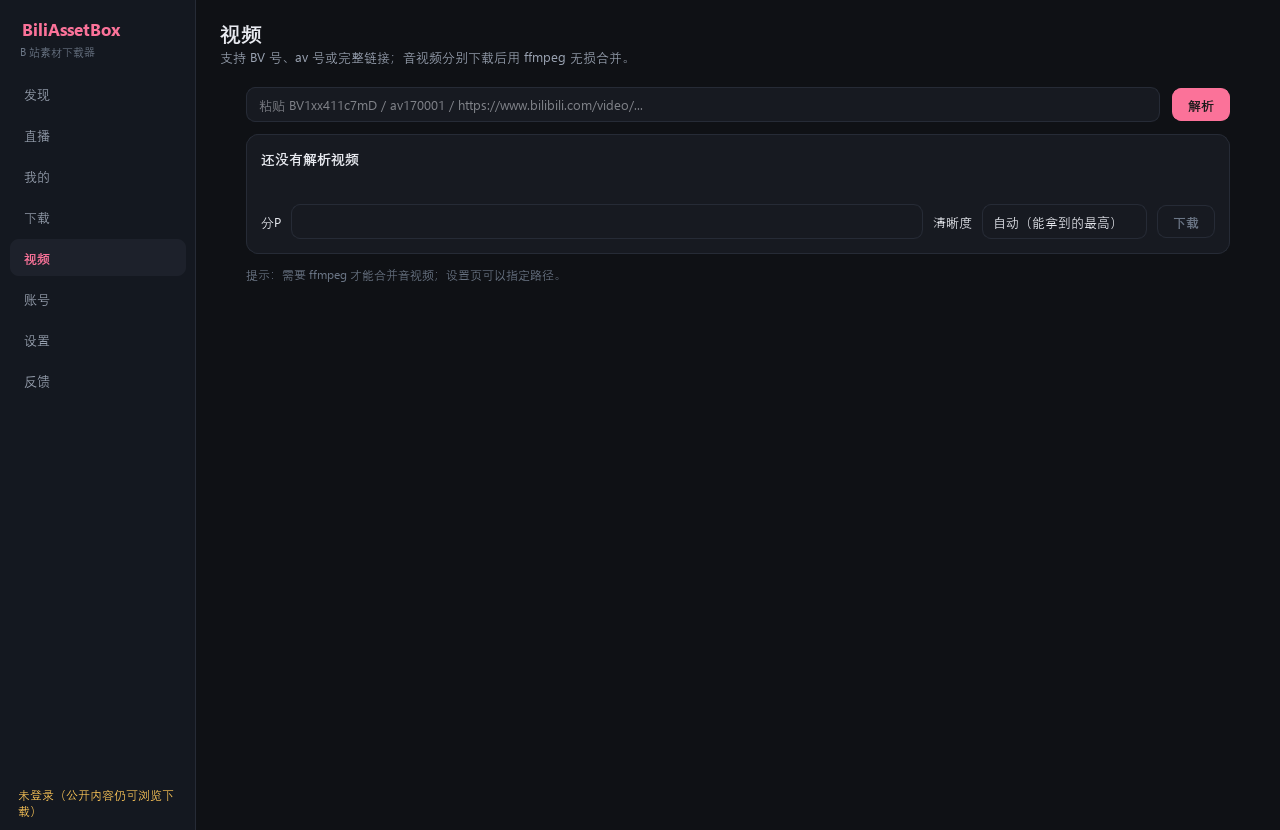 BiliAssetBox
B 站素材下载器
发现
直播
我的
下载
视频
账号
设置
反馈
未登录（公开内容仍可浏览下
载）
视频
支持 BV 号、av 号或完整链接；音视频分别下载后用 ffmpeg 无损合并。
粘贴 BV1xx411c7mD / av170001 / https://www.bilibili.com/video/...
解析
还没有解析视频
分P
清晰度
自动（能拿到的最高）
下载
提示：需要 ffmpeg 才能合并音视频；设置页可以指定路径。